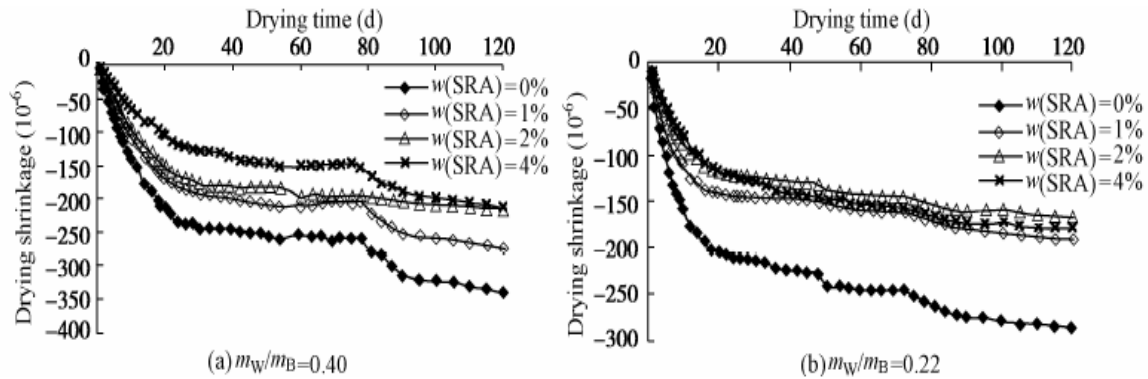 Drying time (d)
20 40 60 80 100 120
0
−50
−100
−150
−200
−250
−300
−350
−400
Drying shrinkage (10⁻⁶)
w(SRA)=0%
w(SRA)=1%
w(SRA)=2%
w(SRA)=4%
(a) mW/mB=0.40
Drying time (d)
20 40 60 80 100 120
0
−50
−100
−150
−200
−250
−300
Drying shrinkage (10⁻⁶)
w(SRA)=0%
w(SRA)=1%
w(SRA)=2%
w(SRA)=4%
(b) mW/mB=0.22